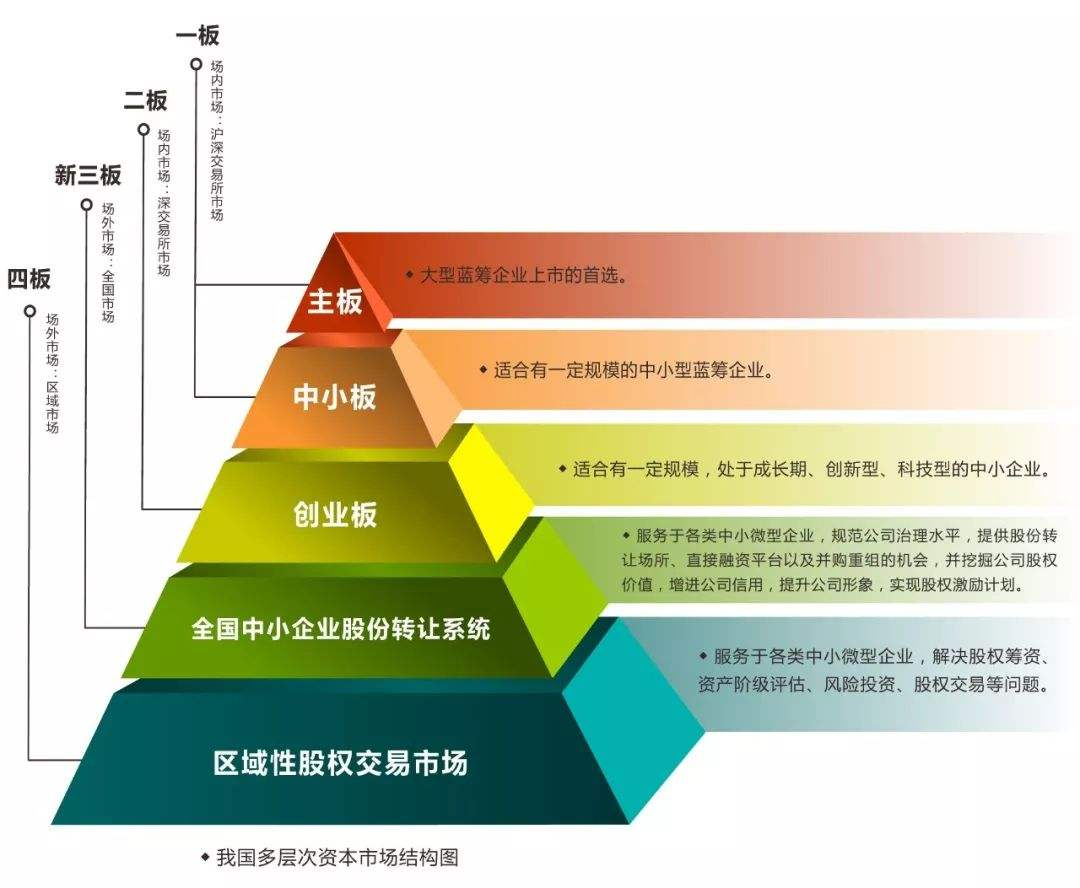 一板
场内市场：沪深交易所市场
二板
场内市场：深交易所市场
新三板
场外市场：全国市场
四板
场外市场：区域市场
主板
◆ 大型蓝筹企业上市的首选。
中小板
◆ 适合有一定规模的中小型蓝筹企业。
创业板
◆ 适合有一定规模，处于成长期、创新型、科技型的中小企业。
全国中小企业股份转让系统
◆ 服务于各类中小微型企业，规范公司治理水平，提供股份转
让场所、直接融资平台以及并购重组的机会，并挖掘公司股权
价值，增进公司信用，提升公司形象，实现股权激励计划。
区域性股权交易市场
◆ 服务于各类中小微型企业，解决股权筹资、
资产阶级评估、风险投资、股权交易等问题。
◆ 我国多层次资本市场结构图